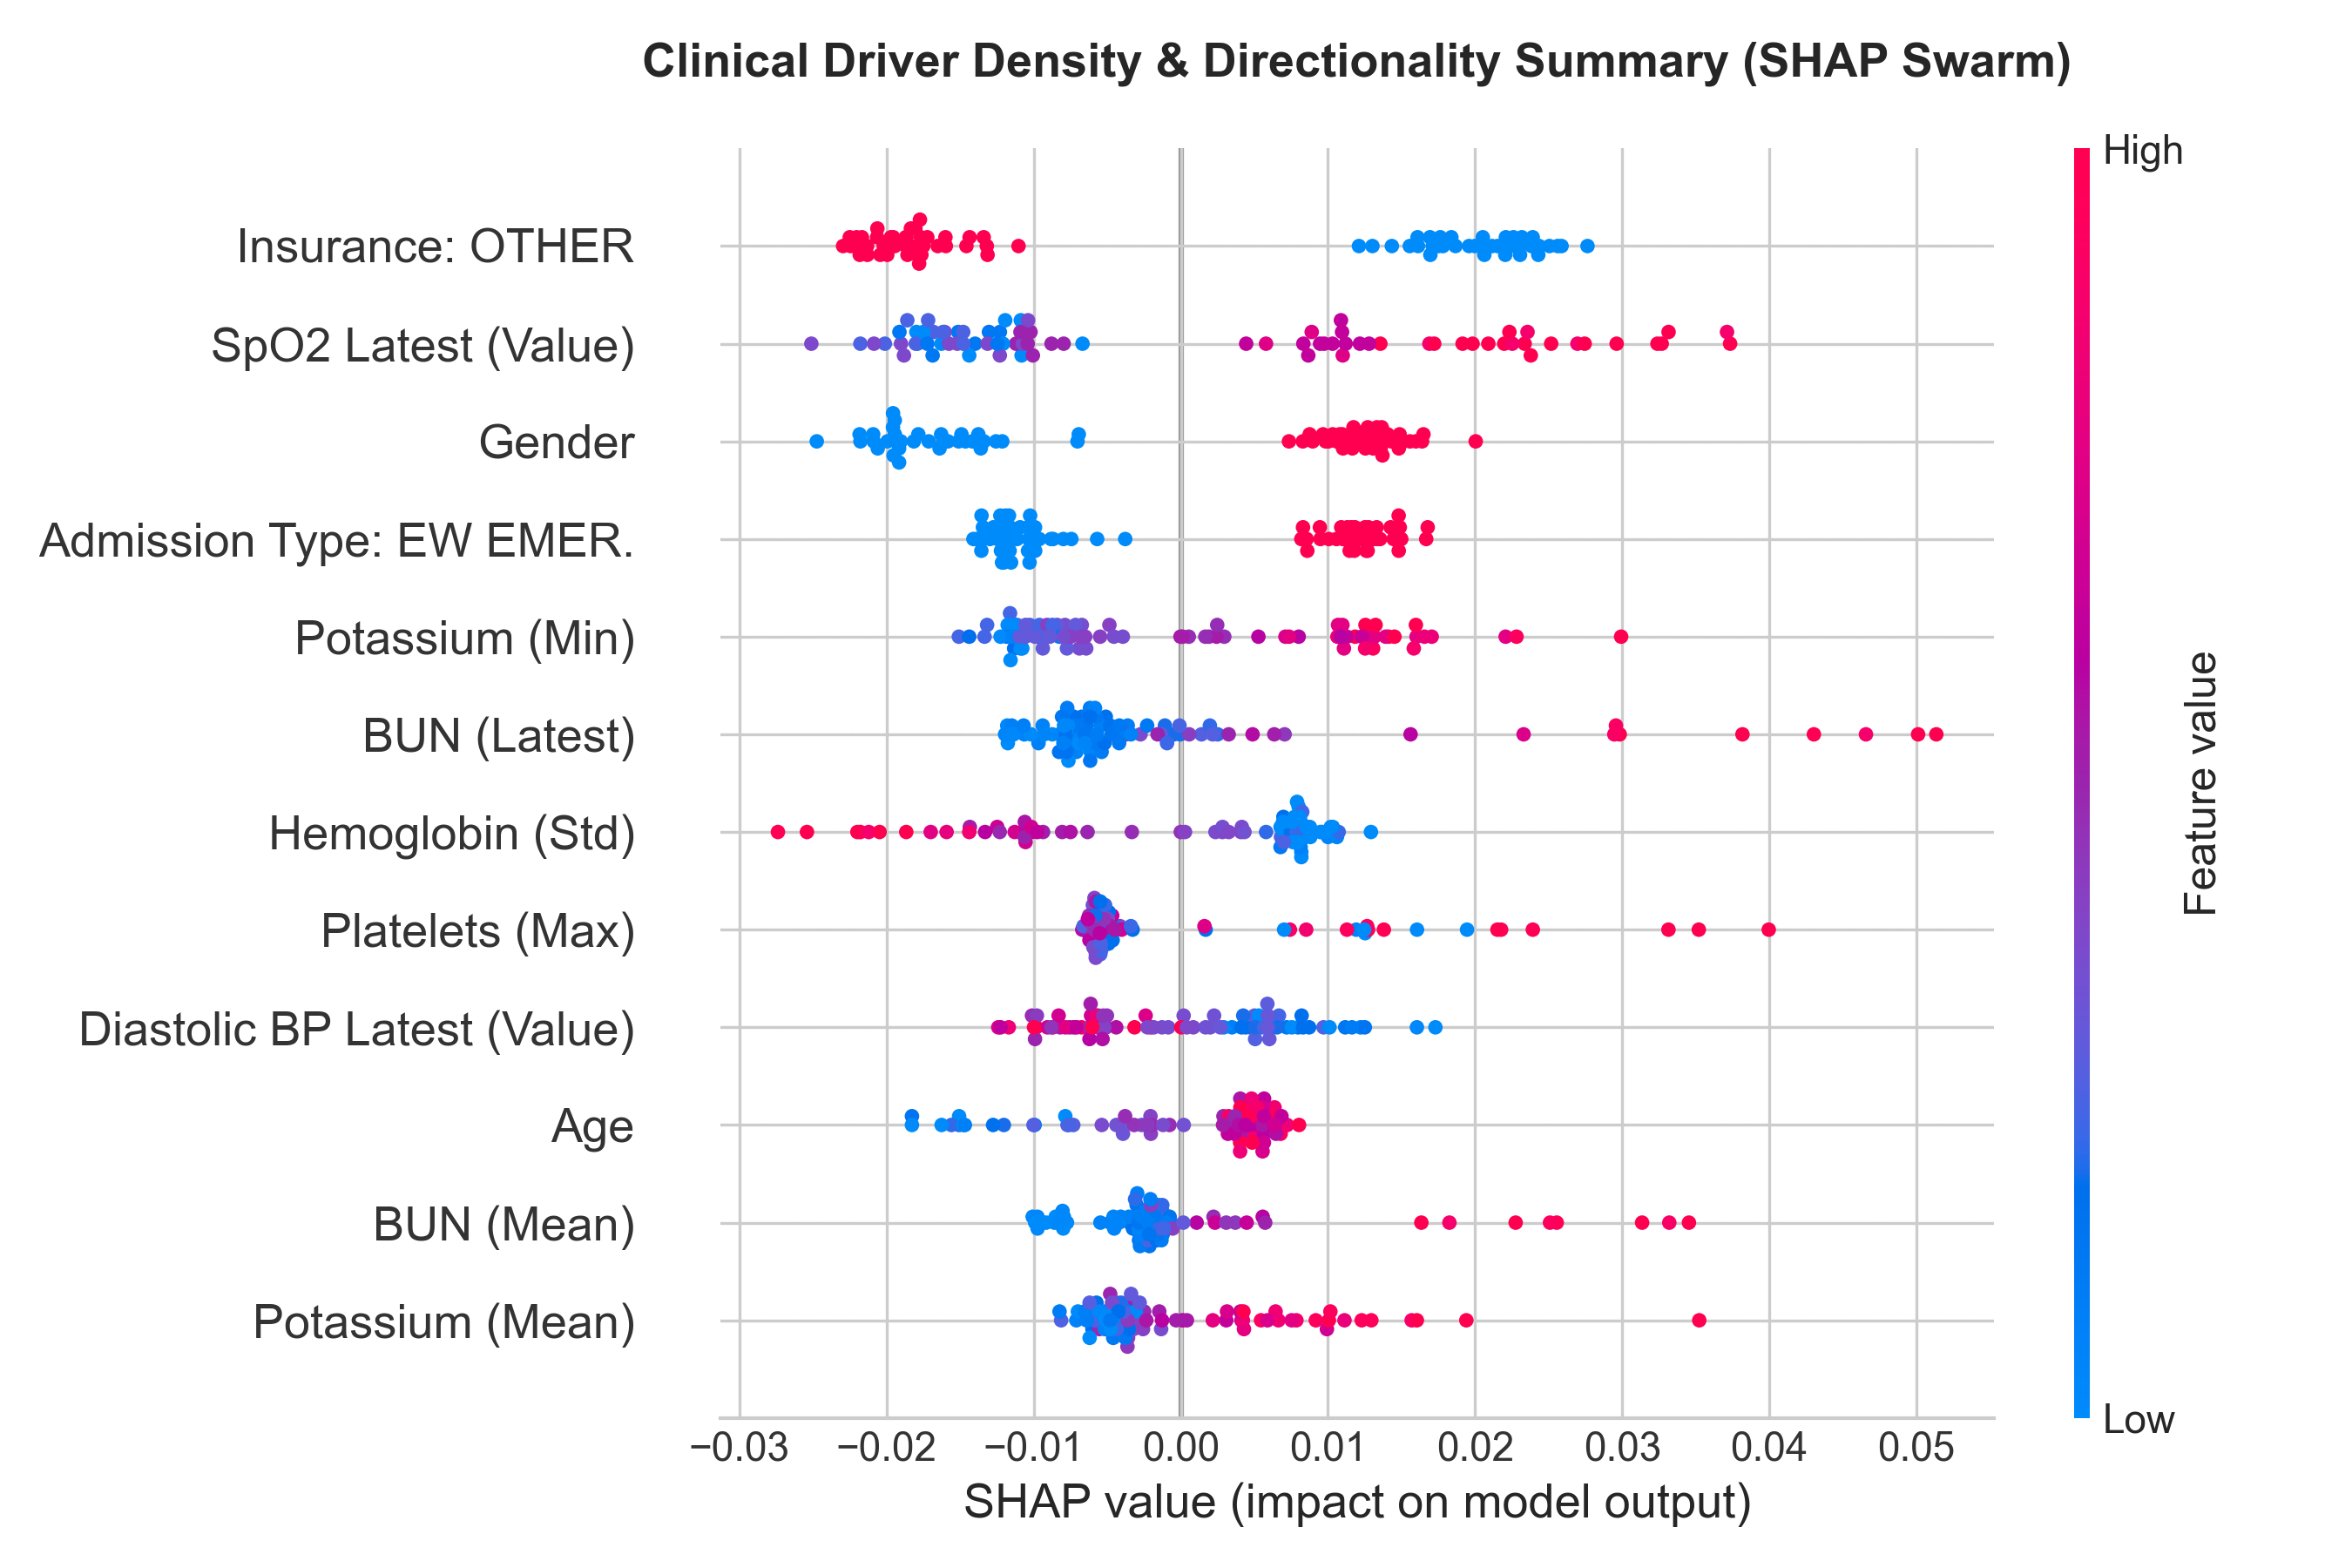 Clinical Driver Density & Directionality Summary (SHAP Swarm)
High
Insurance: OTHER
SpO2 Latest (Value)
Gender
Admission Type: EW EMER.
Potassium (Min)
BUN (Latest)
Hemoglobin (Std)
Platelets (Max)
Diastolic BP Latest (Value)
Age
BUN (Mean)
Potassium (Mean)
Feature value
Low
−0.03 −0.02 −0.01 0.00 0.01 0.02 0.03 0.04 0.05
SHAP value (impact on model output)